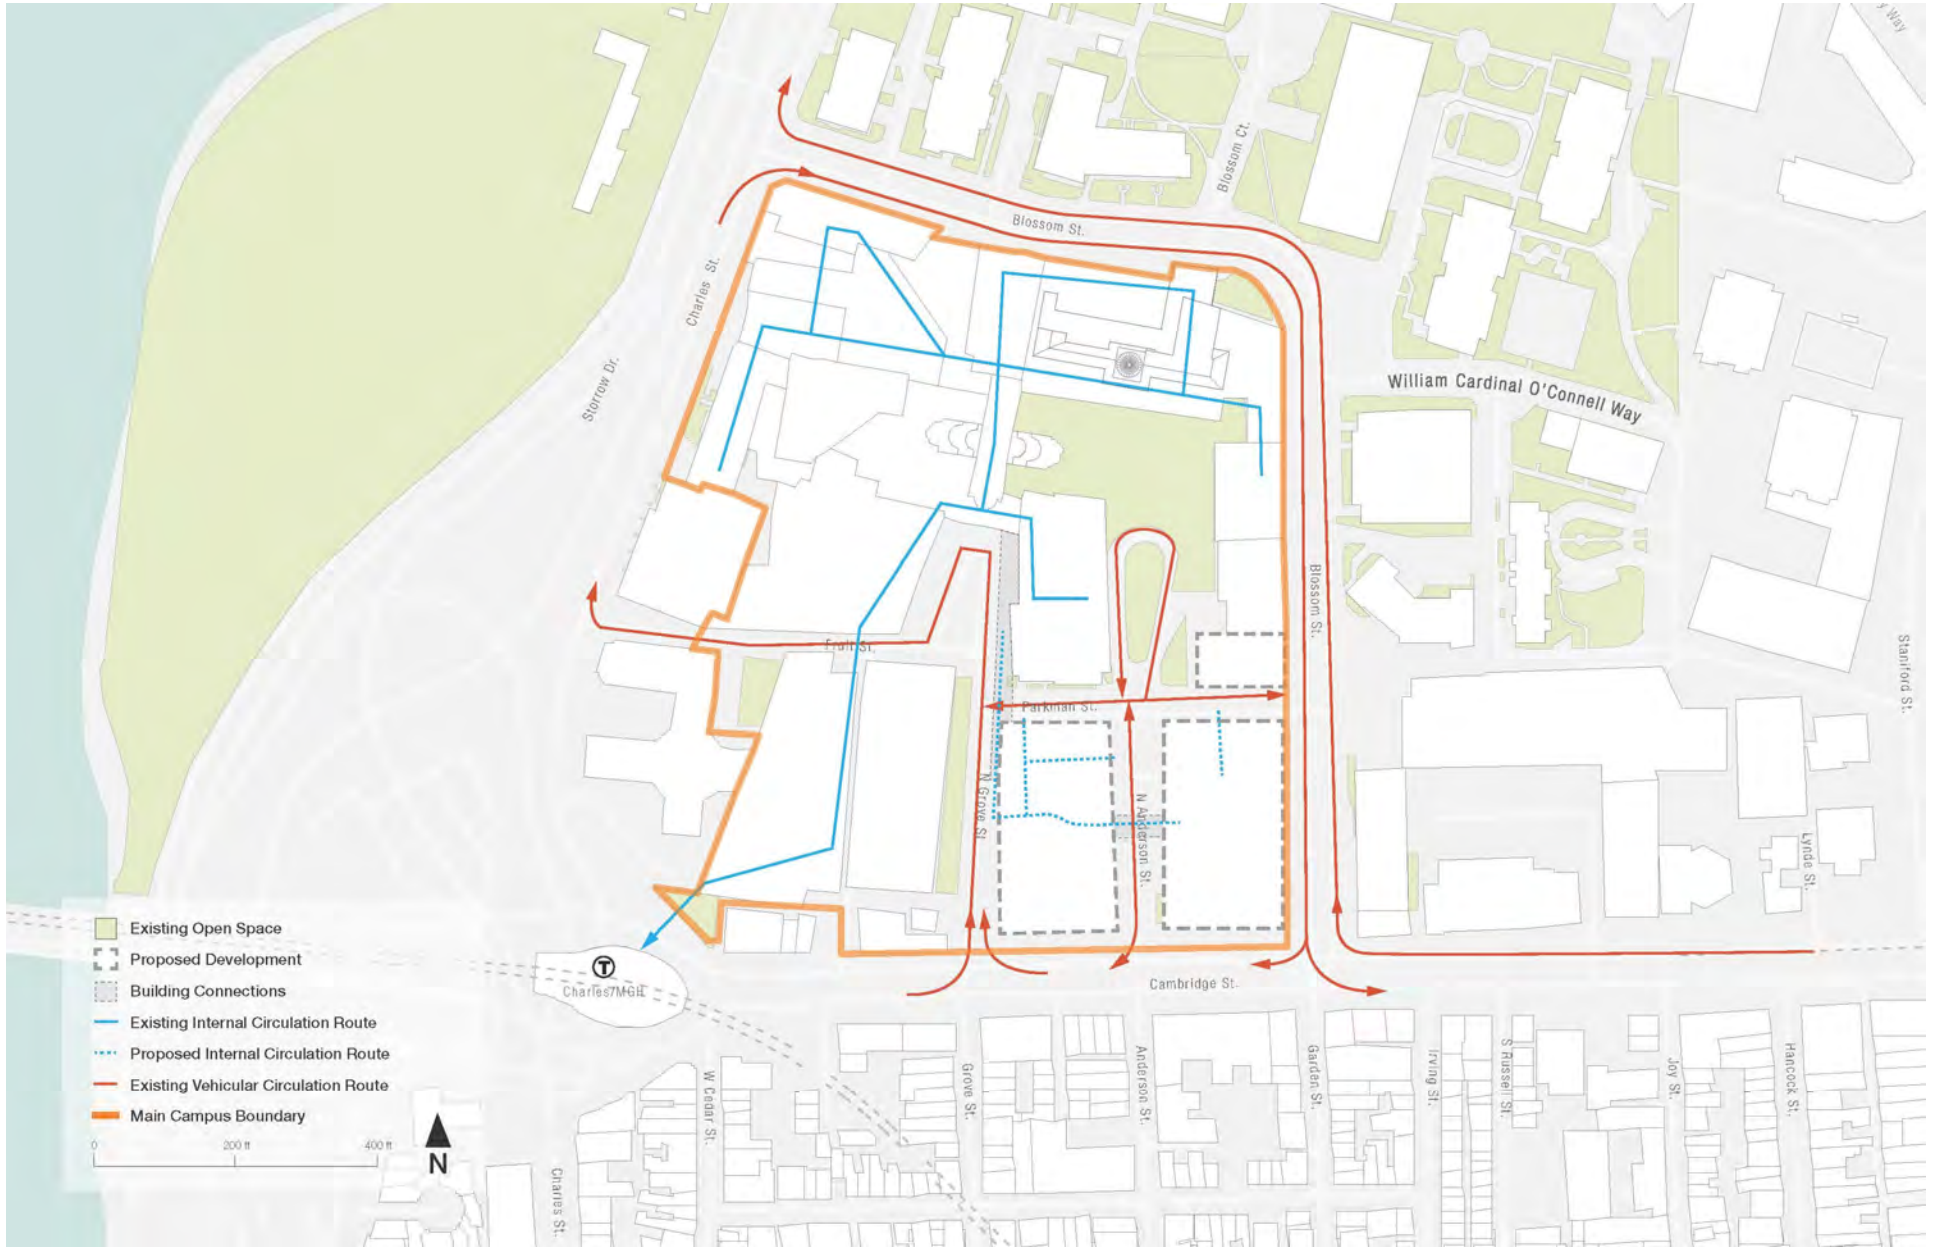 y Way
Blossom Ct.
Blossom St.
Charles St.
Storrow Dr.
William Cardinal O'Connell Way
Blossom St.
Fruit St.
Staniford St.
Parkman St.
N Grove St.
N Anderson St.
Lynde St.
Existing Open Space
Proposed Development
Building Connections
Existing Internal Circulation Route
Proposed Internal Circulation Route
Existing Vehicular Circulation Route
Main Campus Boundary
0 200 ft 400 ft
N
T
Charles/MGH
Cambridge St.
Charles St.
W Cedar St.
Grove St.
Anderson St.
Garden St.
Irving St.
S Russell St.
Joy St.
Hancock St.